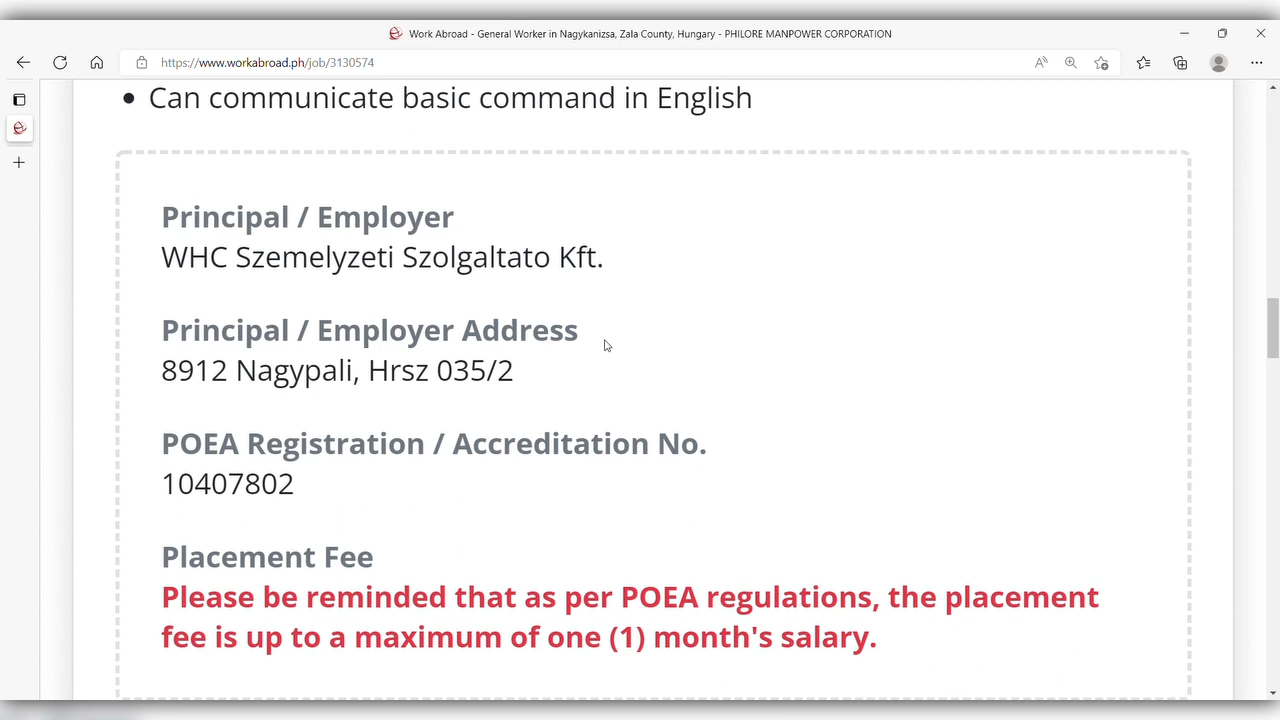 Work Abroad - General Worker in Nagykanizsa, Zala County, Hungary - PHILORE MANPOWER CORPORATION
https://www.workabroad.ph/job/3130574
Can communicate basic command in English
Principal / Employer
WHC Szemelyzeti Szolgaltato Kft.
Principal / Employer Address
8912 Nagypali, Hrsz 035/2
POEA Registration / Accreditation No.
10407802
Placement Fee
Please be reminded that as per POEA regulations, the placement
fee is up to a maximum of one (1) month's salary.